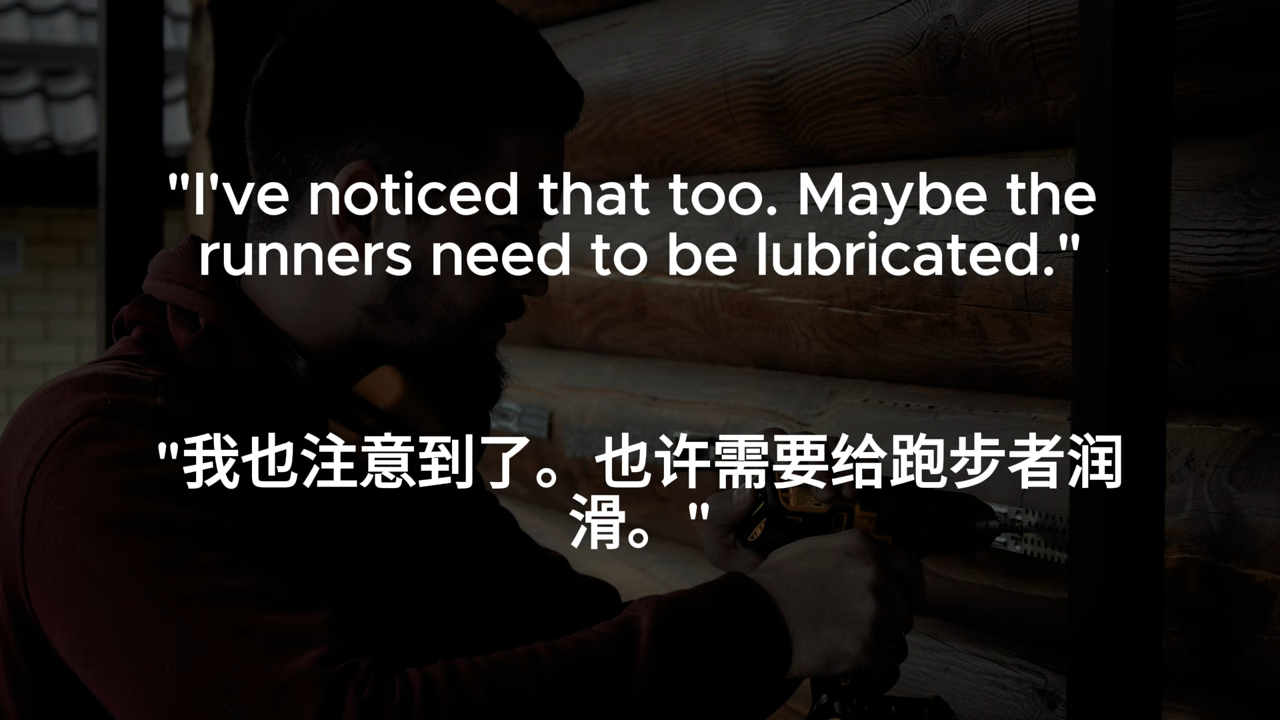 "I've noticed that too. Maybe the
runners need to be lubricated."
"我也注意到了。也许需要给跑步者润
滑。"